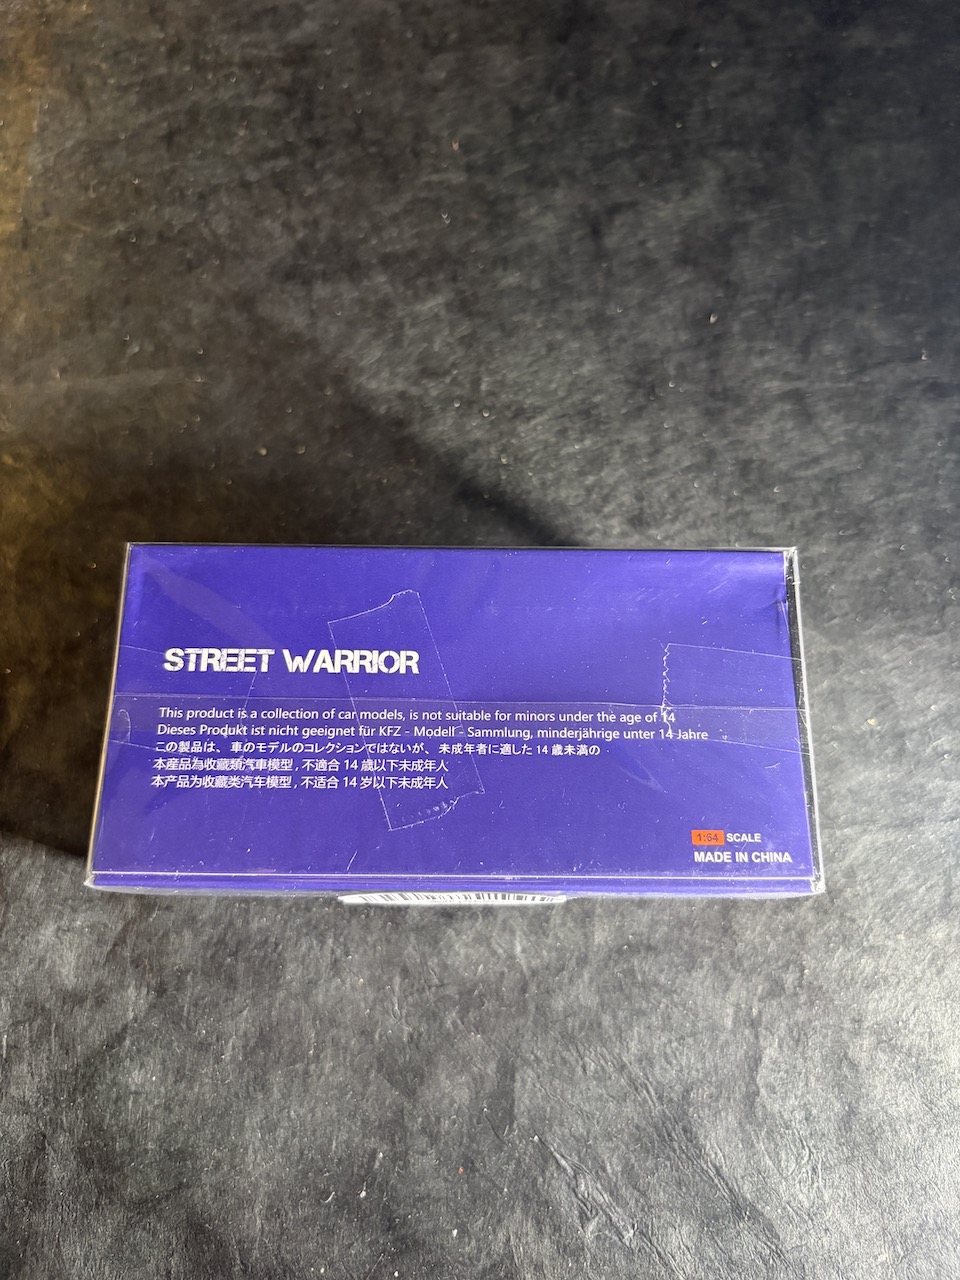 STREET WARRIOR
This product is a collection of car models, is not suitable for minors under the age of 14
Dieses Produkt ist nicht geeignet für KFZ - Modell - Sammlung, minderjährige unter 14 Jahre
この製品は、車のモデルのコレクションではないが、未成年者に適した 14 歳未満の
本産品為收藏類汽車模型 , 不適合 14 歲以下未成年人
本产品为收藏类汽车模型 , 不适合 14 岁以下未成年人
1:64 SCALE
MADE IN CHINA